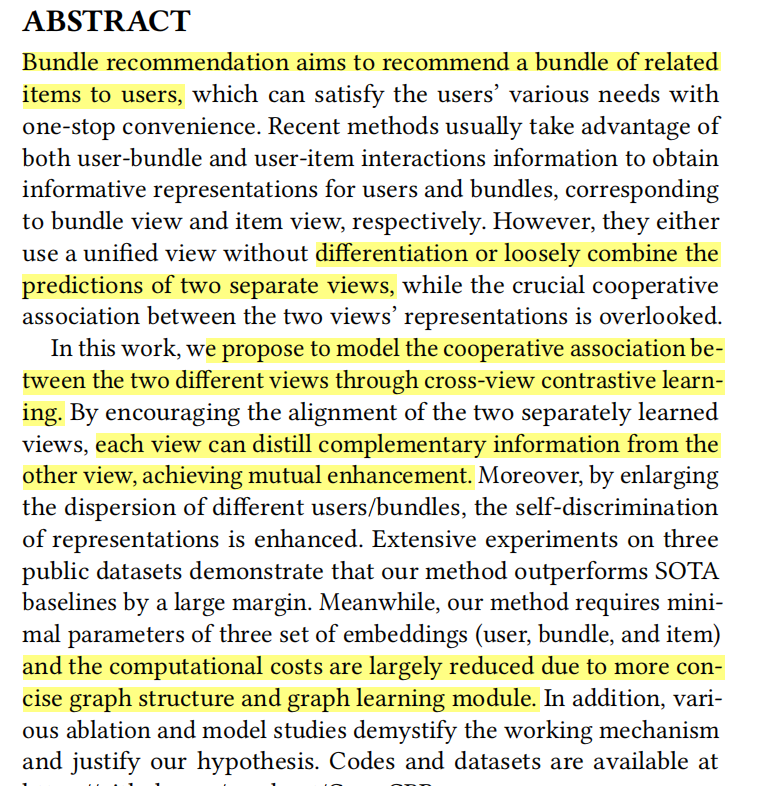 ABSTRACT
Bundle recommendation aims to recommend a bundle of related
items to users, which can satisfy the users’ various needs with
one-stop convenience. Recent methods usually take advantage of
both user-bundle and user-item interactions information to obtain
informative representations for users and bundles, corresponding
to bundle view and item view, respectively. However, they either
use a unified view without differentiation or loosely combine the
predictions of two separate views, while the crucial cooperative
association between the two views’ representations is overlooked.
In this work, we propose to model the cooperative association be-
tween the two different views through cross-view contrastive learn-
ing. By encouraging the alignment of the two separately learned
views, each view can distill complementary information from the
other view, achieving mutual enhancement. Moreover, by enlarging
the dispersion of different users/bundles, the self-discrimination
of representations is enhanced. Extensive experiments on three
public datasets demonstrate that our method outperforms SOTA
baselines by a large margin. Meanwhile, our method requires mini-
mal parameters of three set of embeddings (user, bundle, and item)
and the computational costs are largely reduced due to more con-
cise graph structure and graph learning module. In addition, vari-
ous ablation and model studies demystify the working mechanism
and justify our hypothesis. Codes and datasets are available at